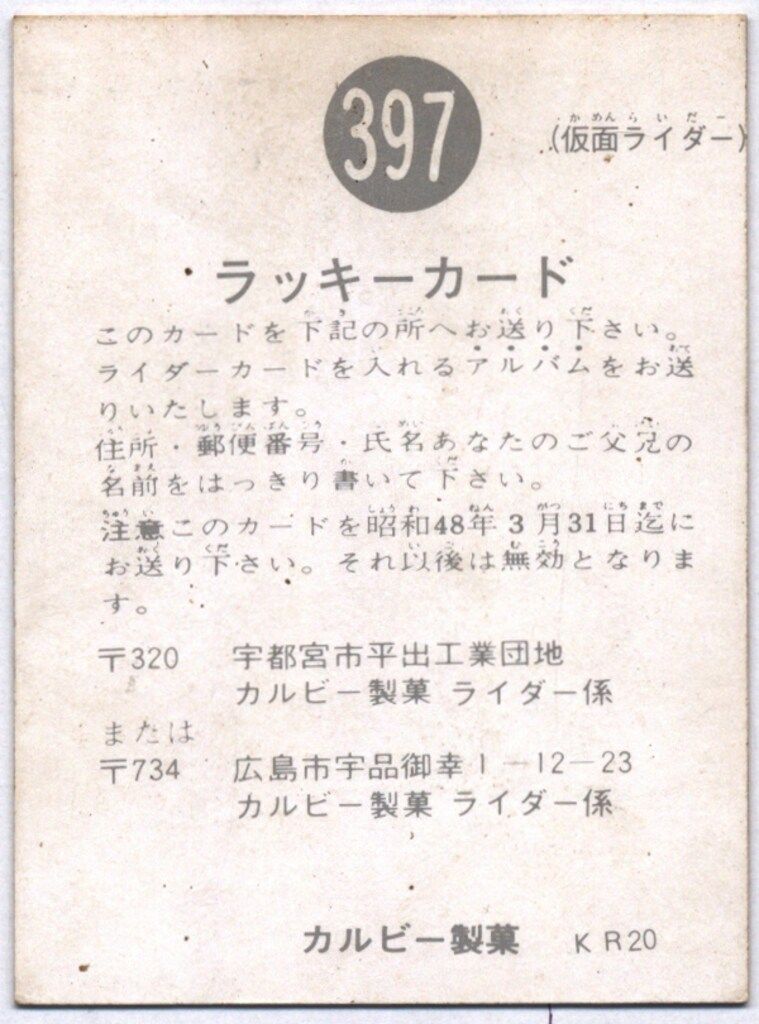 397
(仮面ライダー)
ラッキーカード
このカードを下記の所へお送り下さい。
ライダーカードを入れるアルバムをお送
りいたします。
住所・郵便番号・氏名あなたのご父兄の
名前をはっきり書いて下さい。
注意このカードを昭和48年3月31日迄に
お送り下さい。それ以後は無効となりま
す。
〒320 宇都宮市平出工業団地
カルビー製菓 ライダー係
または
〒734 広島市宇品御幸1-12-23
カルビー製菓 ライダー係
カルビー製菓 KR20